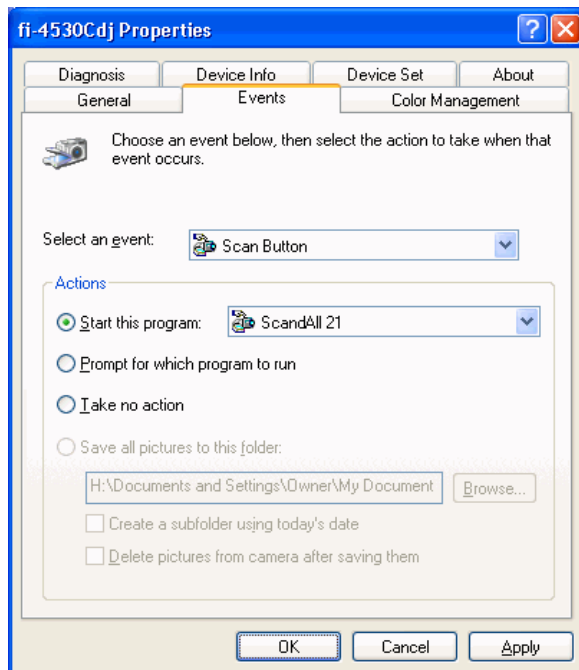 fi-4530Cdj Properties
Diagnosis
Device Info
Device Set
About
General
Events
Color Management
Choose an event below, then select the action to take when that
event occurs.
Select an event:
Scan Button
Actions
Start this program:
ScandAll 21
Prompt for which program to run
Take no action
Save all pictures to this folder:
H:\Documents and Settings\Owner\My Document
Browse...
Create a subfolder using today's date
Delete pictures from camera after saving them
OK
Cancel
Apply